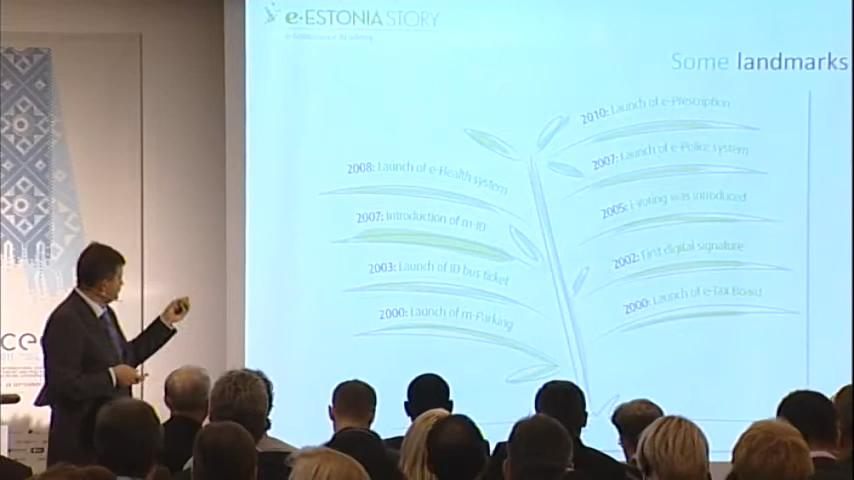 e-ESTONIA STORY
e-Governance Academy
Some landmarks
2010: Launch of e-Prescription
2008: Launch of e-Health system
2007: Launch of e-Police system
2007: Introduction of m-ID
2005: i-Voting was introduced
2003: Launch of ID bus ticket
2002: First digital signature
2000: Launch of m-Parking
2000: Launch of e-Tax Board